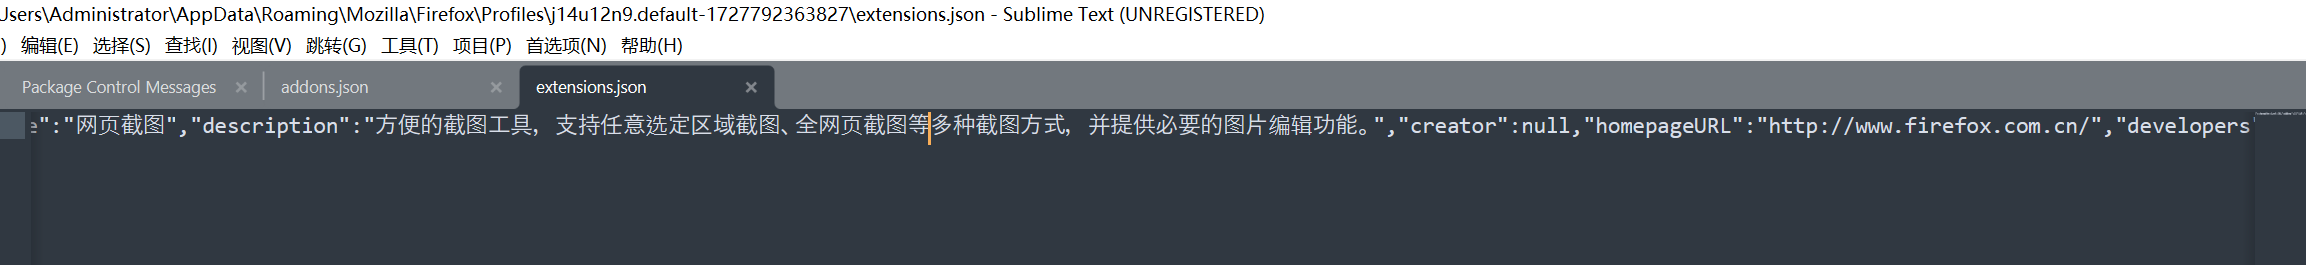 Users\Administrator\AppData\Roaming\Mozilla\Firefox\Profiles\j14u12n9.default-1727792363827\extensions.json - Sublime Text (UNREGISTERED)
) 编辑(E) 选择(S) 查找(I) 视图(V) 跳转(G) 工具(T) 项目(P) 首选项(N) 帮助(H)
Package Control Messages × addons.json × extensions.json ×
e":"网页截图","description":"方便的截图工具, 支持任意选定区域截图、全网页截图等多种截图方式, 并提供必要的图片编辑功能。","creator":null,"homepageURL":"http://www.firefox.com.cn/","developers